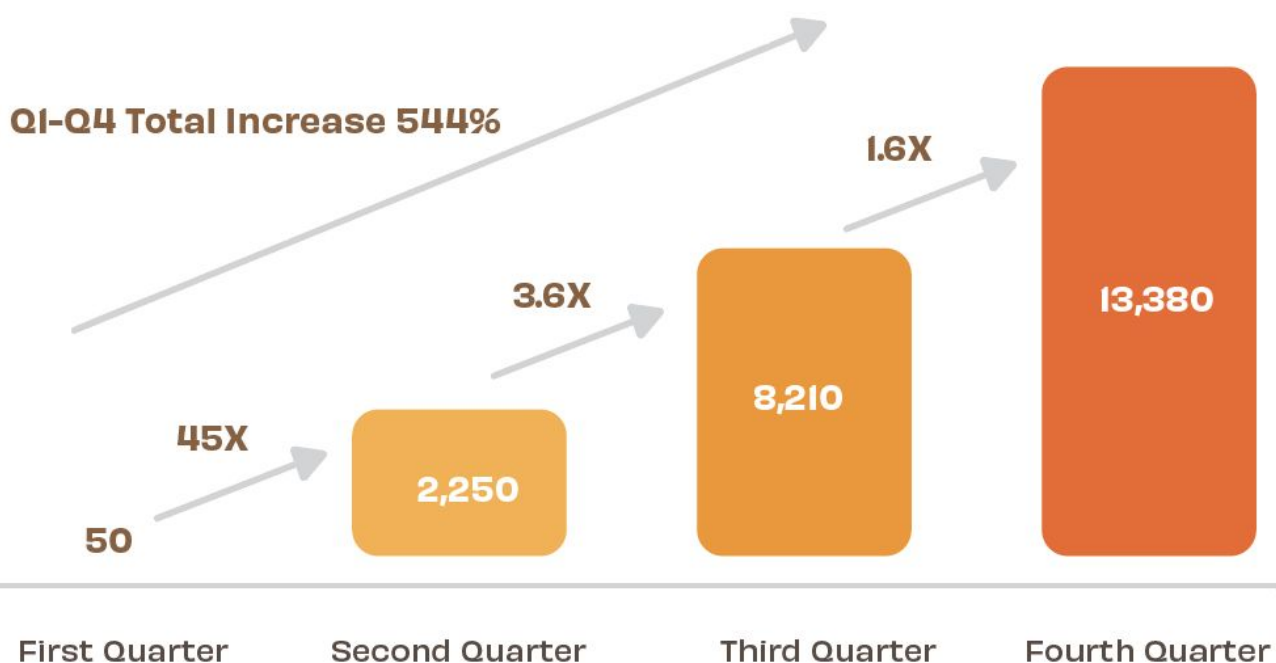 Q1-Q4 Total Increase 544%
1.6X
3.6X
13,380
8,210
45X
2,250
50
First Quarter
Second Quarter
Third Quarter
Fourth Quarter